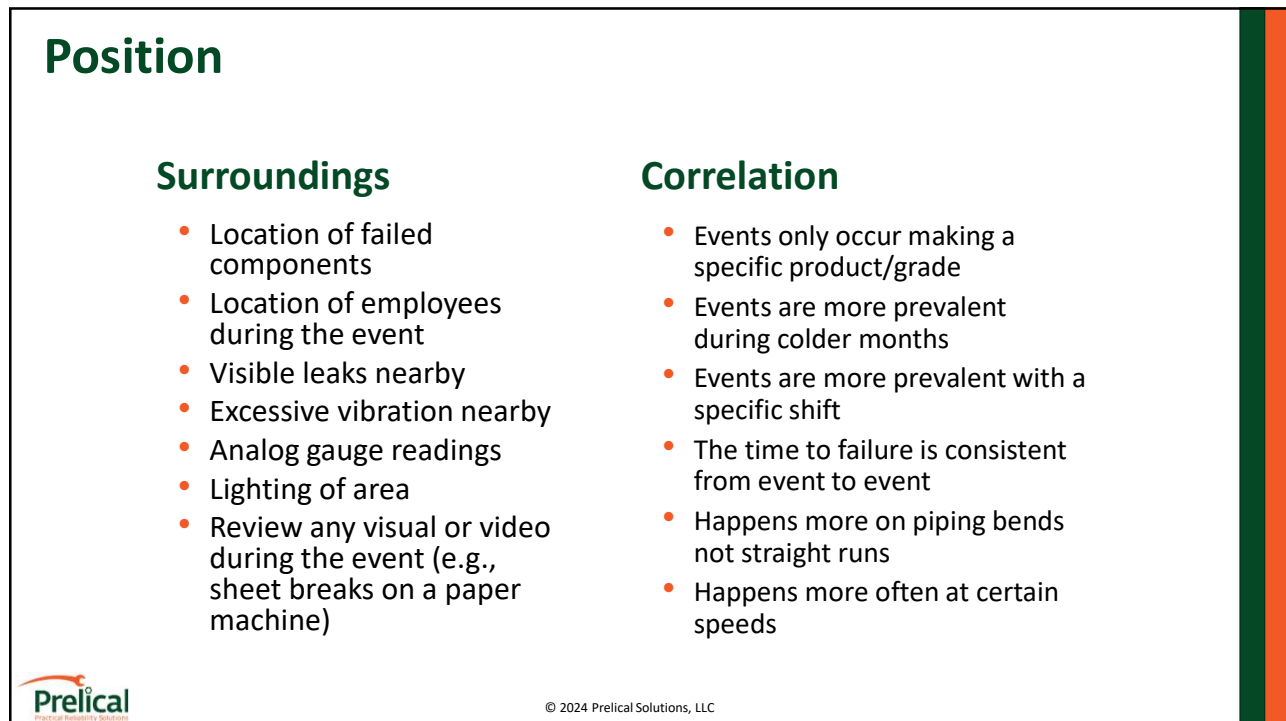 Position
Surroundings
• Location of failed
components
• Location of employees
during the event
• Visible leaks nearby
• Excessive vibration nearby
• Analog gauge readings
• Lighting of area
• Review any visual or video
during the event (e.g.,
sheet breaks on a paper
machine)
Correlation
• Events only occur making a
specific product/grade
• Events are more prevalent
during colder months
• Events are more prevalent with a
specific shift
• The time to failure is consistent
from event to event
• Happens more on piping bends
not straight runs
• Happens more often at certain
speeds
Prelical
Practical Reliability Solutions
© 2024 Prelical Solutions, LLC